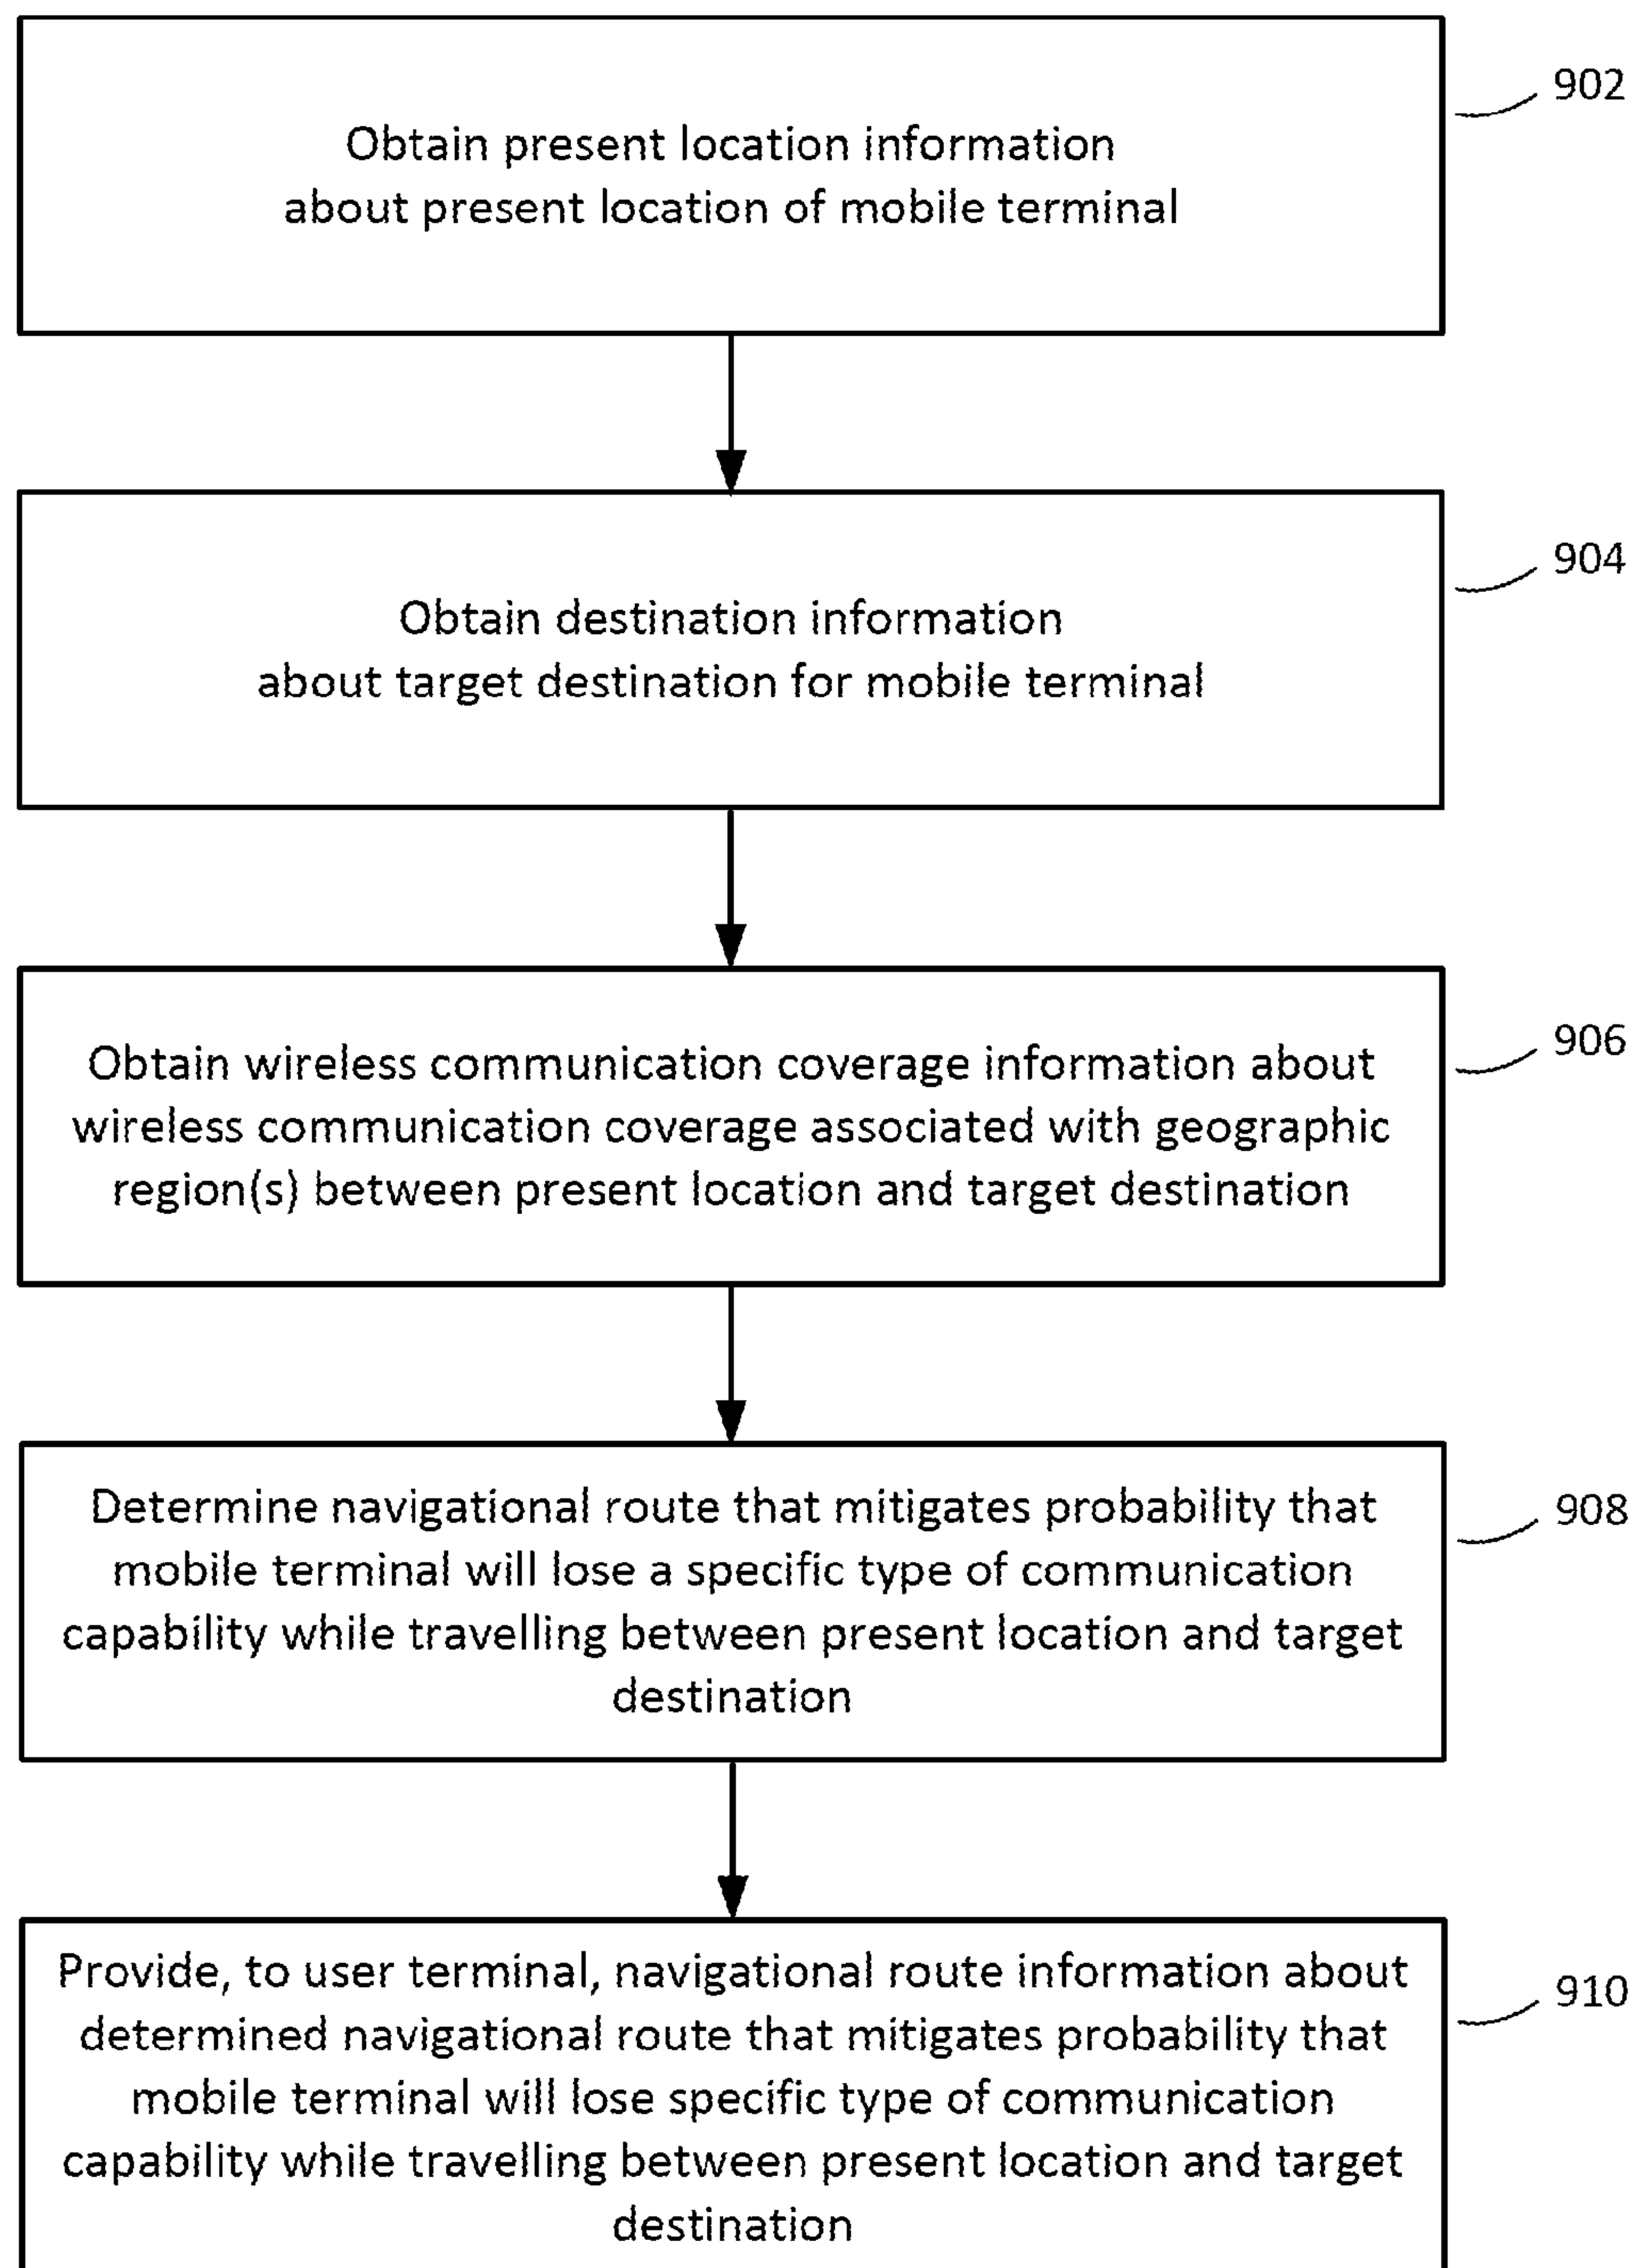 902
Obtain present location information
about present location of mobile terminal
904
Obtain destination information
about target destination for mobile terminal
906
Obtain wireless communication coverage information about
wireless communication coverage associated with geographic
region(s) between present location and target destination
908
Determine navigational route that mitigates probability that
mobile terminal will lose a specific type of communication
capability while travelling between present location and target
destination
910
Provide, to user terminal, navigational route information about
determined navigational route that mitigates probability that
mobile terminal will lose specific type of communication
capability while travelling between present location and target
destination